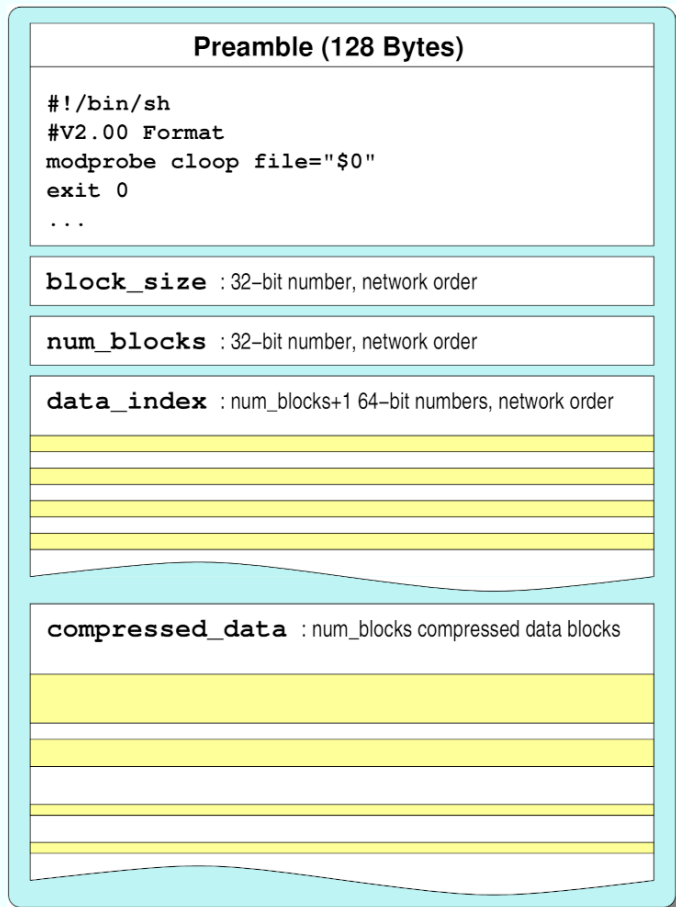 Preamble (128 Bytes)
#!/bin/sh
#V2.00 Format
modprobe cloop file="$0"
exit 0
...
block_size : 32−bit number, network order
num_blocks : 32−bit number, network order
data_index : num_blocks+1 64−bit numbers, network order
compressed_data : num_blocks compressed data blocks